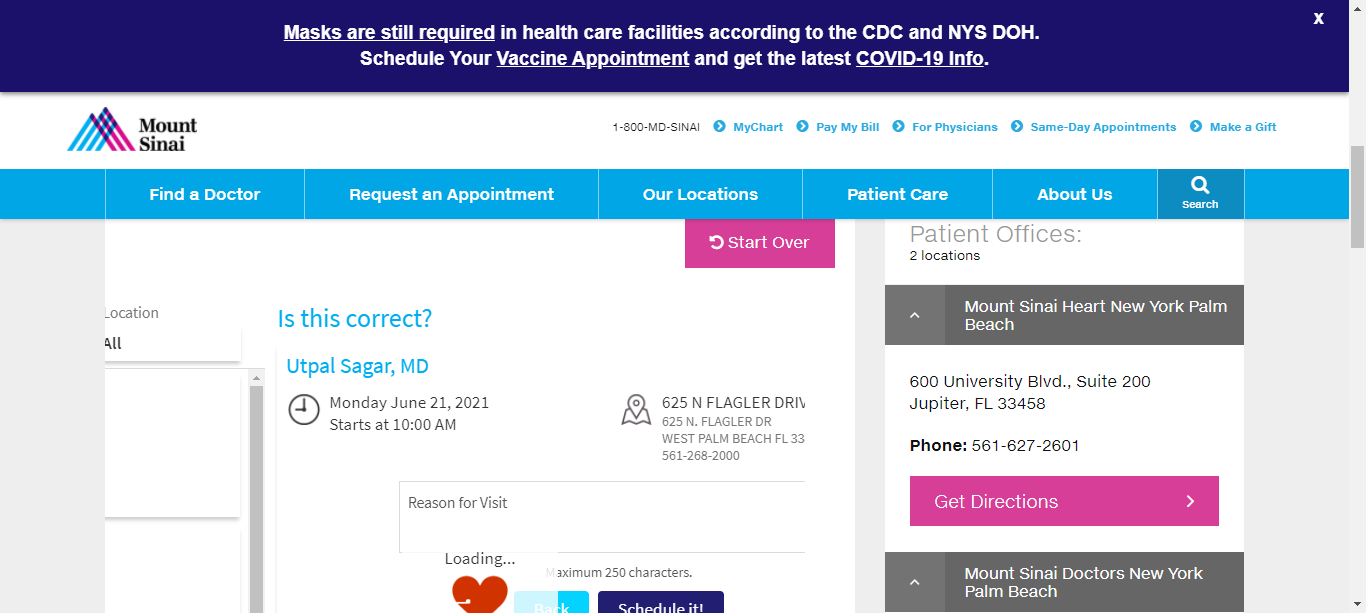 Masks are still required in health care facilities according to the CDC and NYS DOH.
Schedule Your Vaccine Appointment and get the latest COVID-19 Info.
X
Mount
Sinai
1-800-MD-SINAI MyChart Pay My Bill For Physicians Same-Day Appointments Make a Gift
Find a Doctor Request an Appointment Our Locations Patient Care About Us Search
Start Over
Location
All
Is this correct?
Utpal Sagar, MD
Monday June 21, 2021
Starts at 10:00 AM
625 N FLAGLER DRIV
625 N. FLAGLER DR
WEST PALM BEACH FL 33
561-268-2000
Reason for Visit
Loading...
Maximum 250 characters.
Back Schedule it!
Patient Offices:
2 locations
Mount Sinai Heart New York Palm
Beach
600 University Blvd., Suite 200
Jupiter, FL 33458
Phone: 561-627-2601
Get Directions
Mount Sinai Doctors New York
Palm Beach